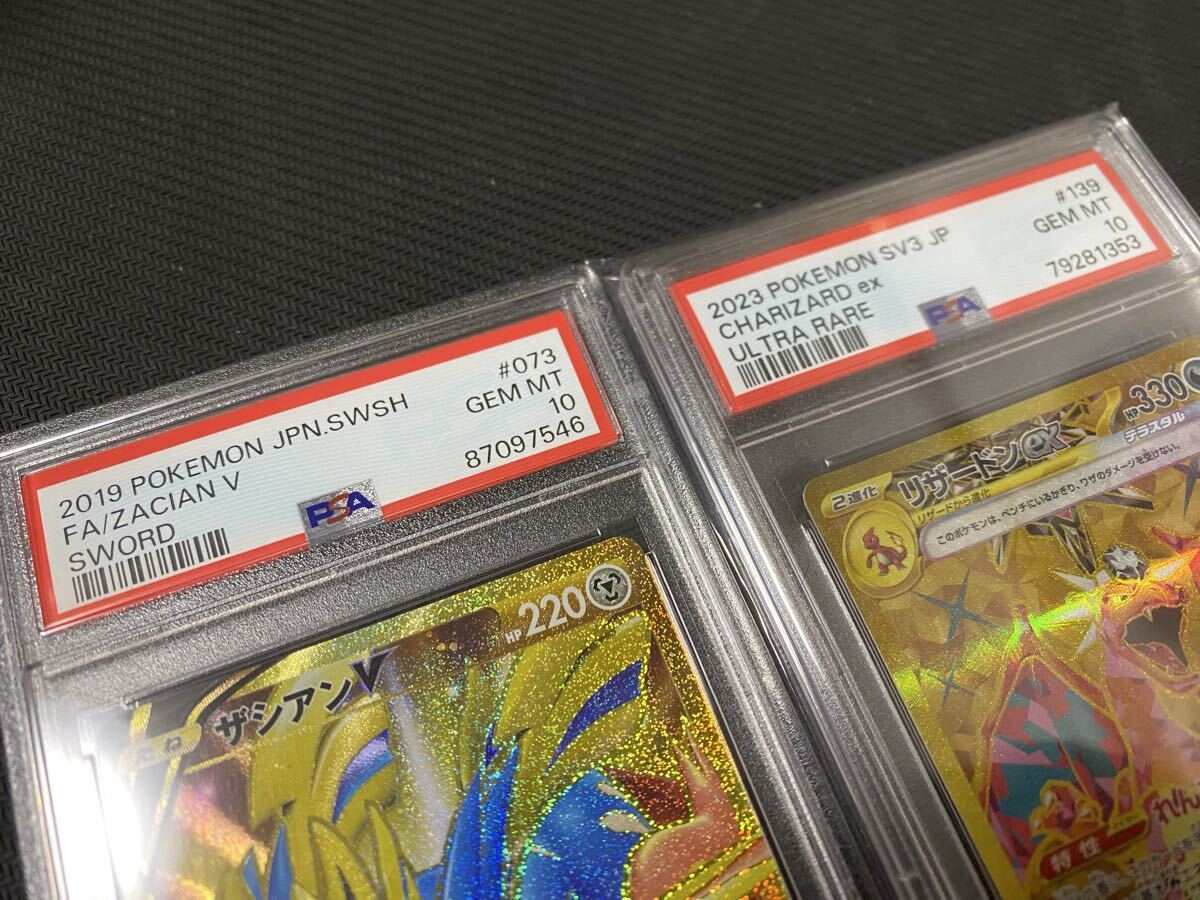 2019 POKEMON JPN.SWSH #073
FA/ZACIAN V GEM MT
SWORD 10
PSA 87097546
たね ザシアンV HP 220
2023 POKEMON SV3 JP #139
CHARIZARD ex GEM MT
ULTRA RARE 10
PSA 79281353
2進化 リザードンex HP 330
リザードから進化 テラスタル
このポケモンは、ベンチにいるかぎり、ワザのダメージを受けない。
特性